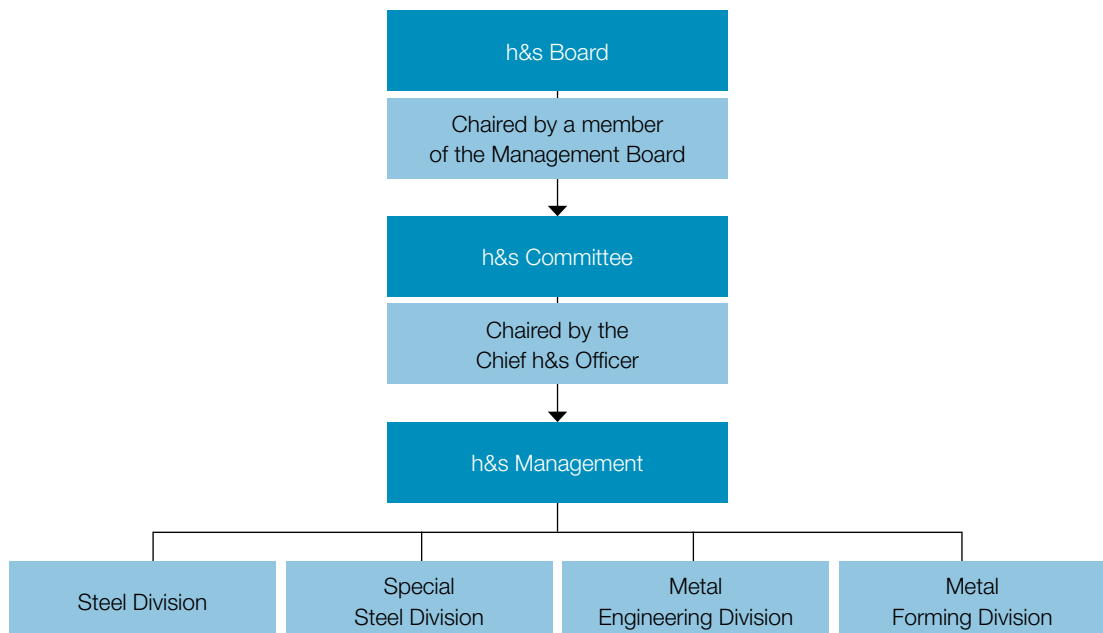 h&s Board
Chaired by a member
of the Management Board
h&s Committee
Chaired by the
Chief h&s Officer
h&s Management
Steel Division
Special
Steel Division
Metal
Engineering Division
Metal
Forming Division